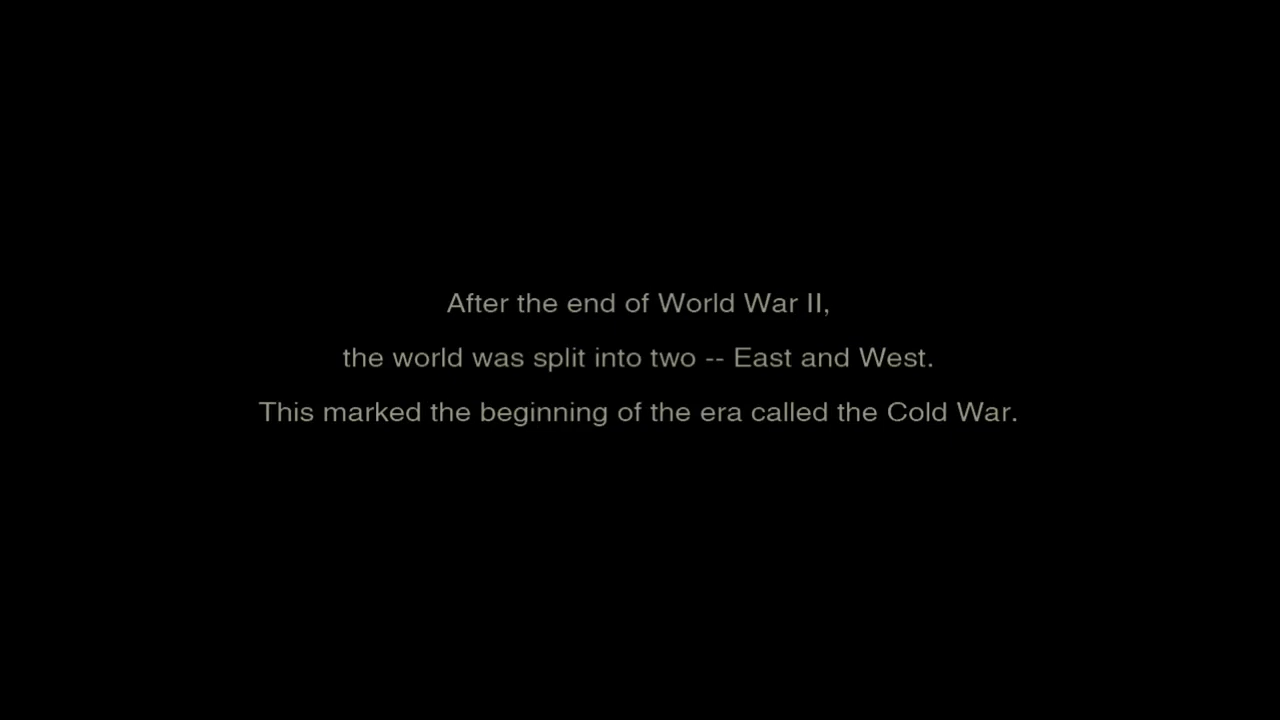 After the end of World War II,
the world was split into two -- East and West.
This marked the beginning of the era called the Cold War.